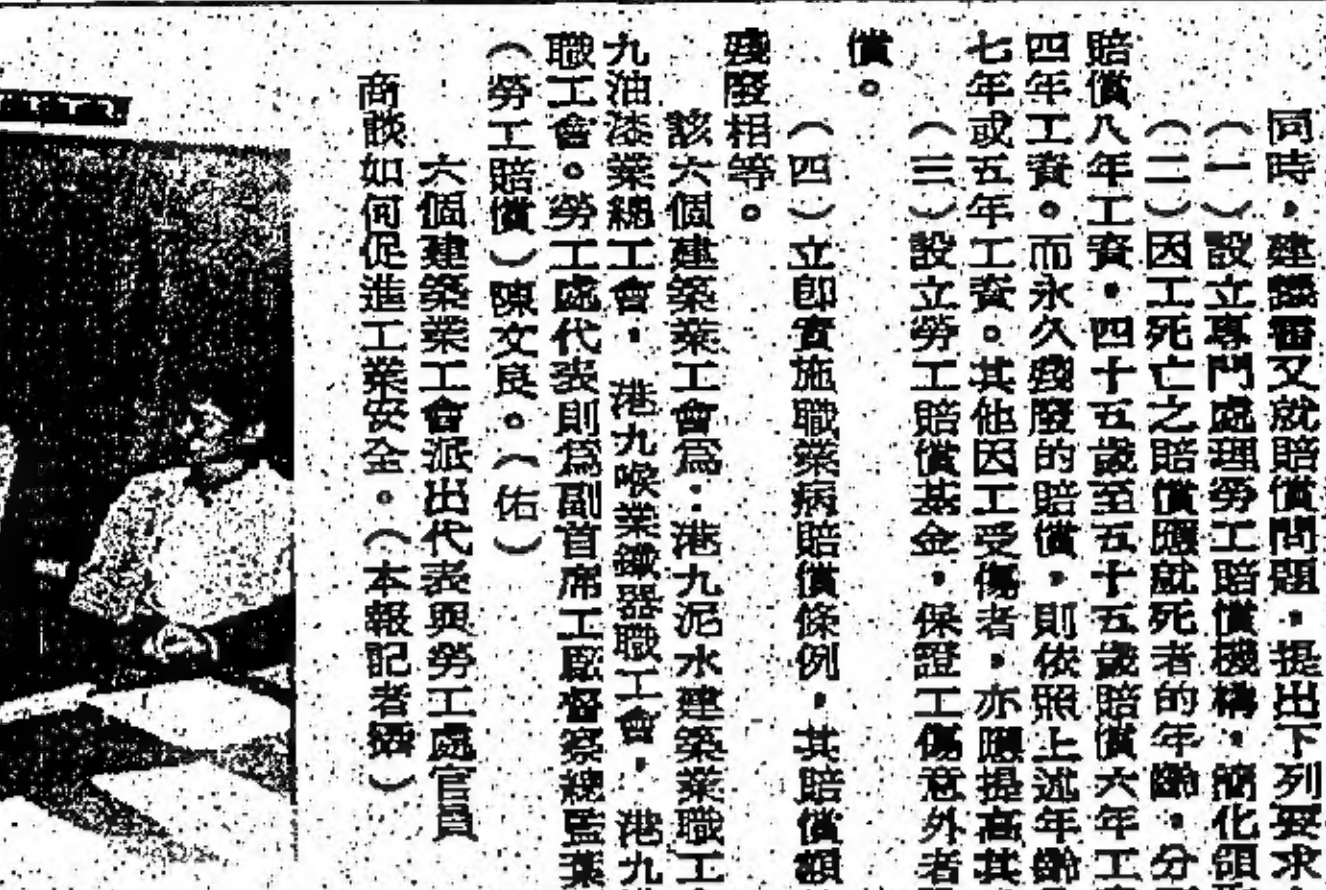 同時，建築商又就賠償問題，提出下列要求
（一）設立專門處理勞工賠償機構，簡化領
（二）因工死亡之賠償應就死者的年齡，分
賠償八年工資，四十五歲至五十五歲賠償六年工
四年工資。而永久殘廢的賠償，則依照上述年齡
七年或五年工資。其他因工受傷者，亦應提高其
（三）設立勞工賠償基金，保證工傷意外者
償。
（四）立即實施職業病賠償條例，其賠償額
殘廢相等。
該六個建築業工會為：港九泥水建築業職工
九油漆業總工會，港九喉業鐵器職工會，港九
職工會。勞工處代表則為副首席工廠督察總監葉
（勞工賠償）陳文良。（佑）
六個建築業工會派出代表與勞工處官員
商談如何促進工業安全。（本報記者攝）